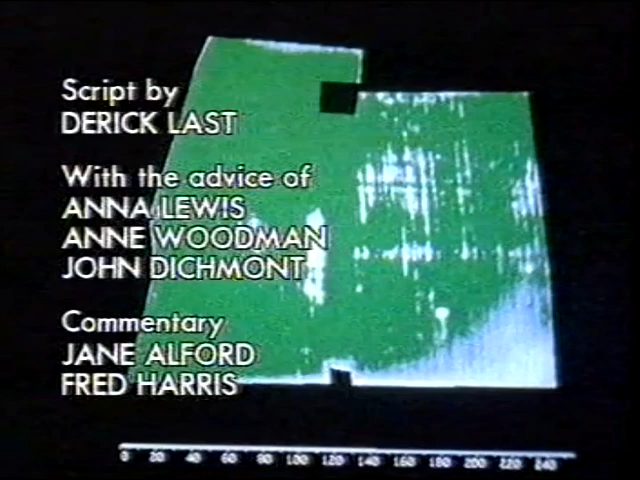 Script by
DERICK LAST
With the advice of
ANNA LEWIS
ANNE WOODMAN
JOHN DICHMONT
Commentary
JANE ALFORD
FRED HARRIS
0 20 40 60 80 100 120 140 160 180 200 220 240